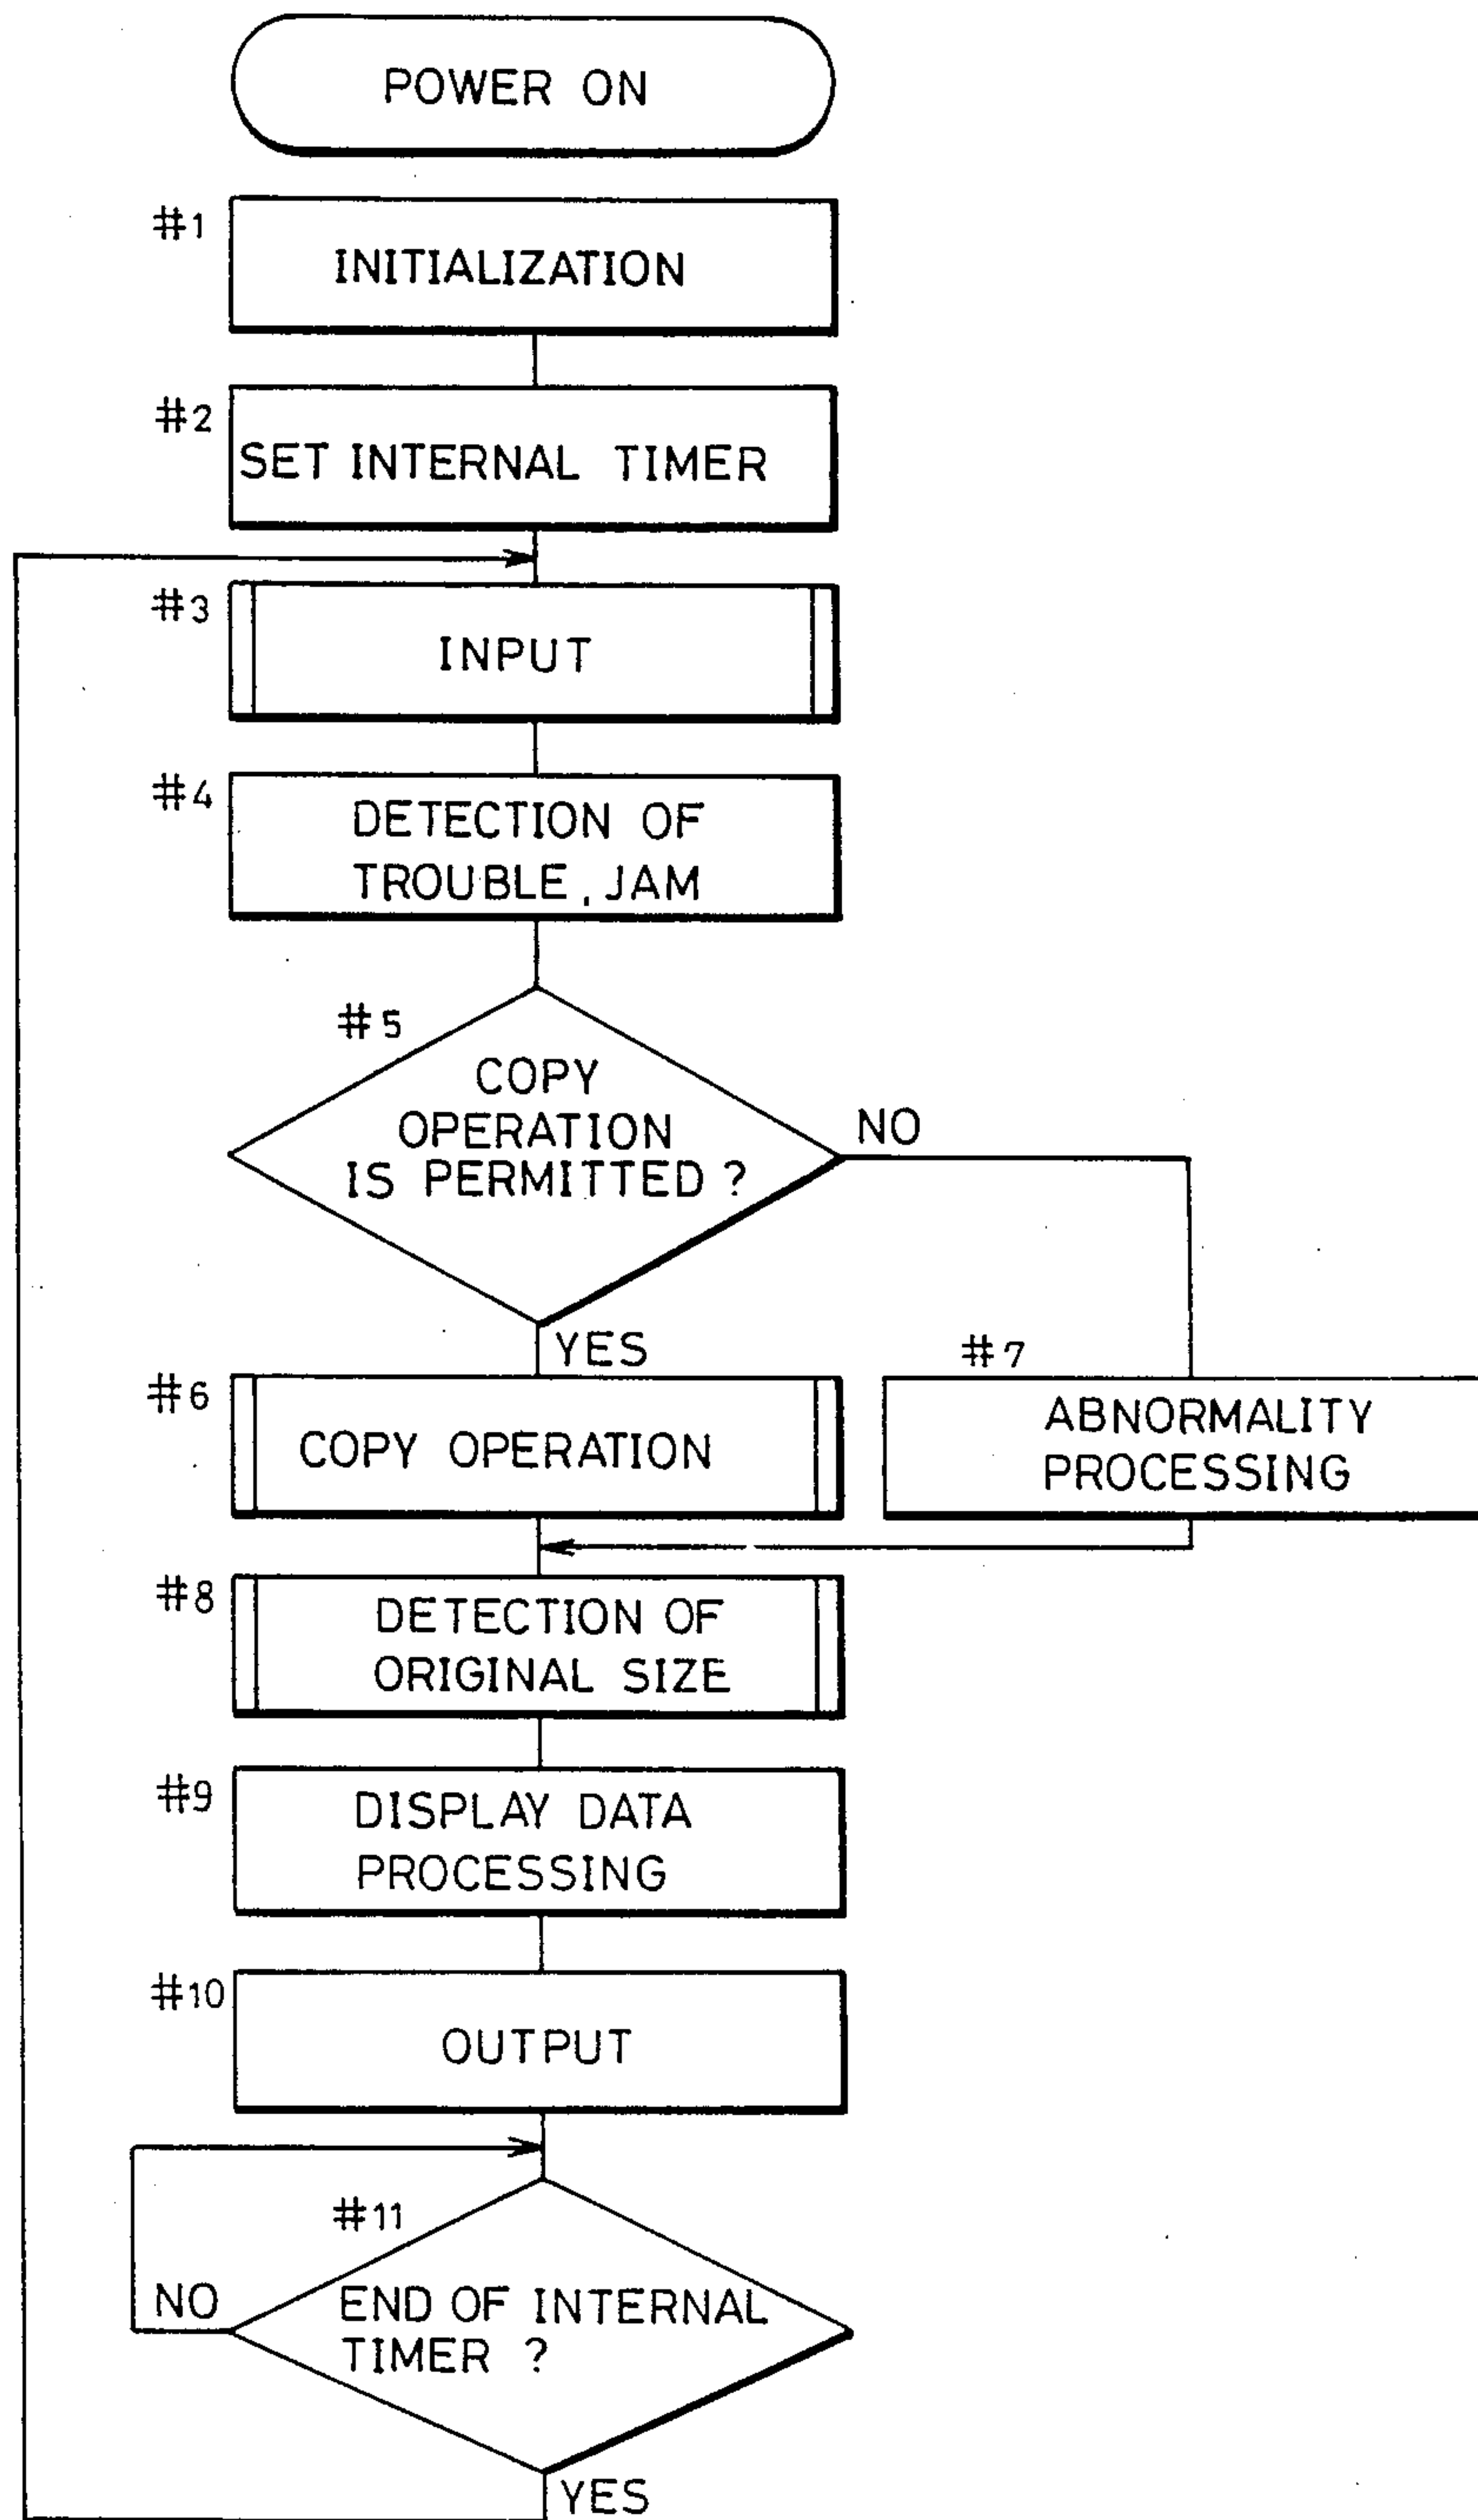 POWER ON
#1
INITIALIZATION
#2
SET INTERNAL TIMER
#3
INPUT
#4
DETECTION OF
TROUBLE, JAM
#5
COPY
OPERATION
IS PERMITTED ?
NO
YES
#6
COPY OPERATION
#7
ABNORMALITY
PROCESSING
#8
DETECTION OF
ORIGINAL SIZE
#9
DISPLAY DATA
PROCESSING
#10
OUTPUT
#11
NO
END OF INTERNAL
TIMER ?
YES